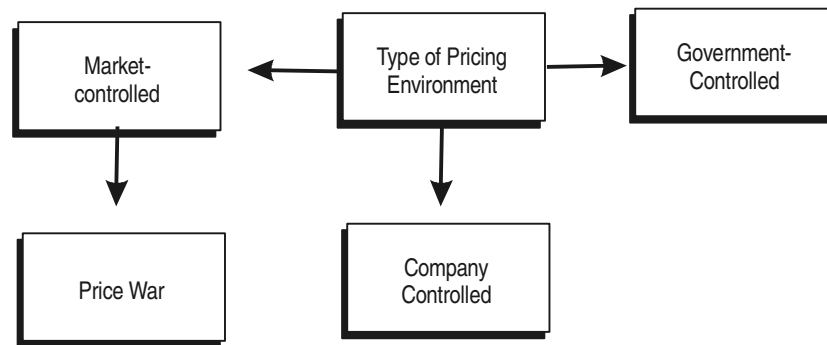 Market-
controlled
Type of Pricing
Environment
Government-
Controlled
Price War
Company
Controlled